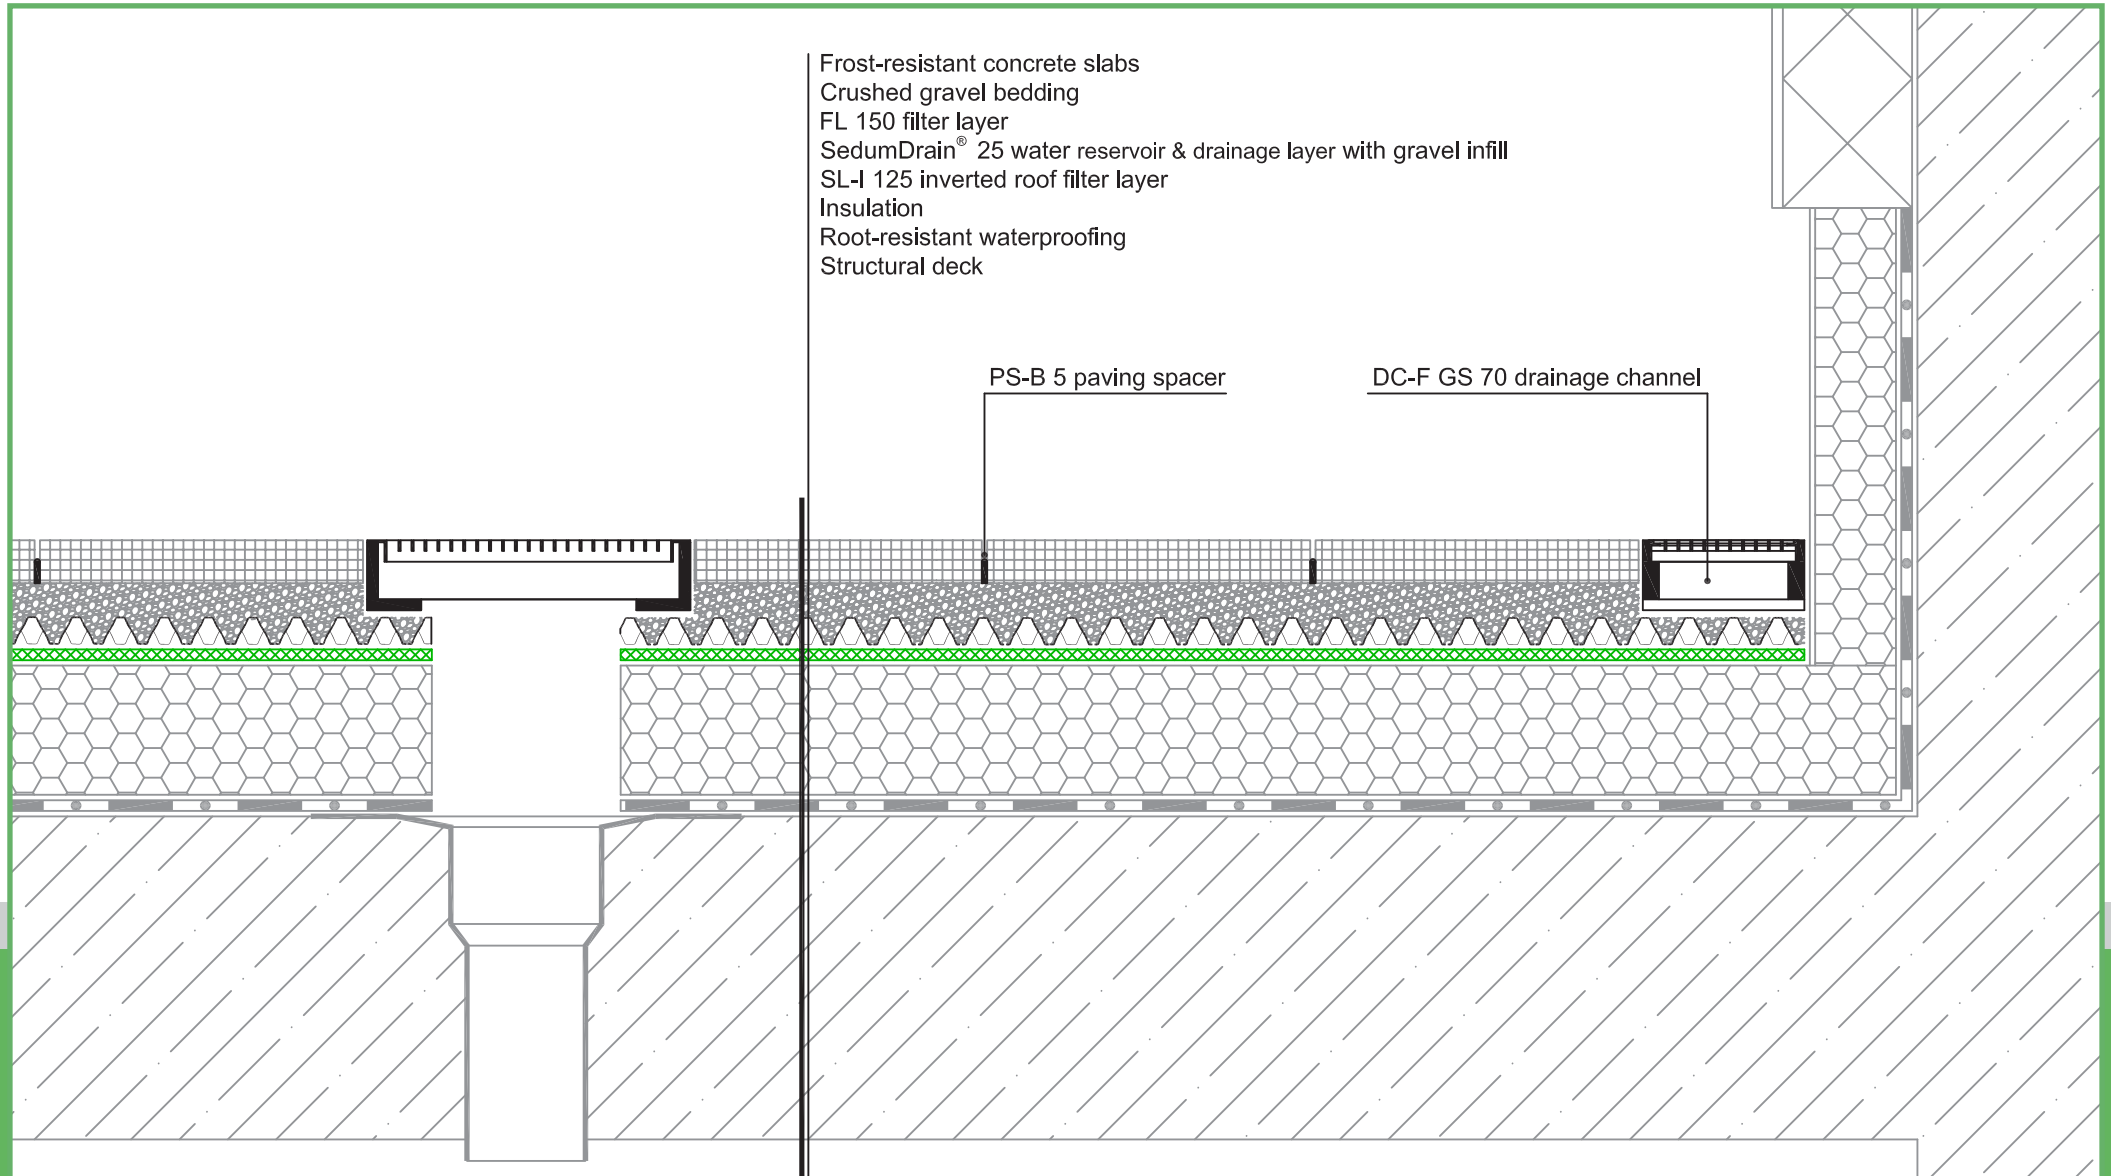 Frost-resistant concrete slabs
Crushed gravel bedding
FL 150 filter layer
SedumDrain® 25 water reservoir & drainage layer with gravel infill
SL-I 125 inverted roof filter layer
Insulation
Root-resistant waterproofing
Structural deck
PS-B 5 paving spacer
DC-F GS 70 drainage channel